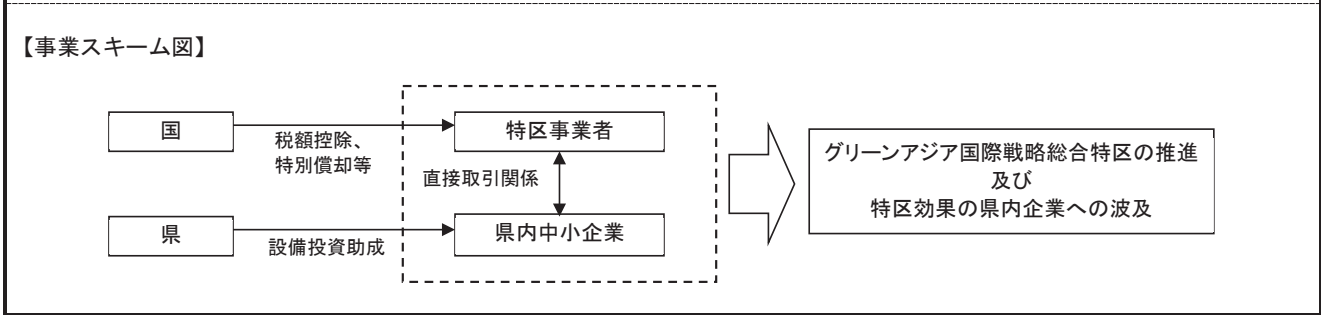 【事業スキーム図】
国
税額控除、
特別償却等
特区事業者
直接取引関係
県
設備投資助成
県内中小企業
グリーンアジア国際戦略総合特区の推進
及び
特区効果の県内企業への波及